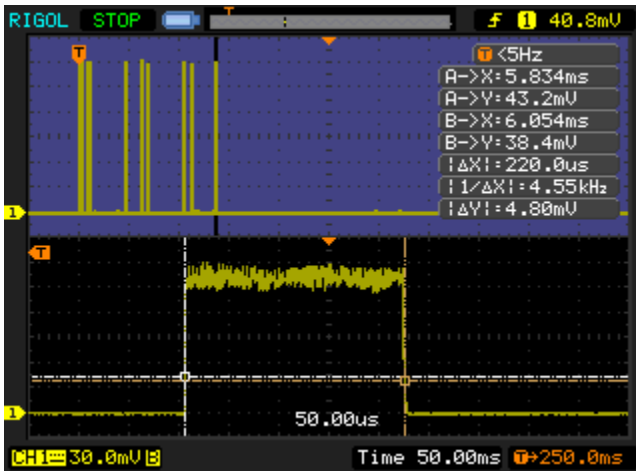 RIGOL STOP T f 1 40.8mV
T
T <5Hz
A->X=5.834ms
A->Y=43.2mV
B->X=6.054ms
B->Y=38.4mV
|ΔX|=220.0us
|1/ΔX|=4.55kHz
|ΔY|=4.80mV
1
T
1
50.00us
CH1 30.0mV B Time 50.00ms T→250.0ms